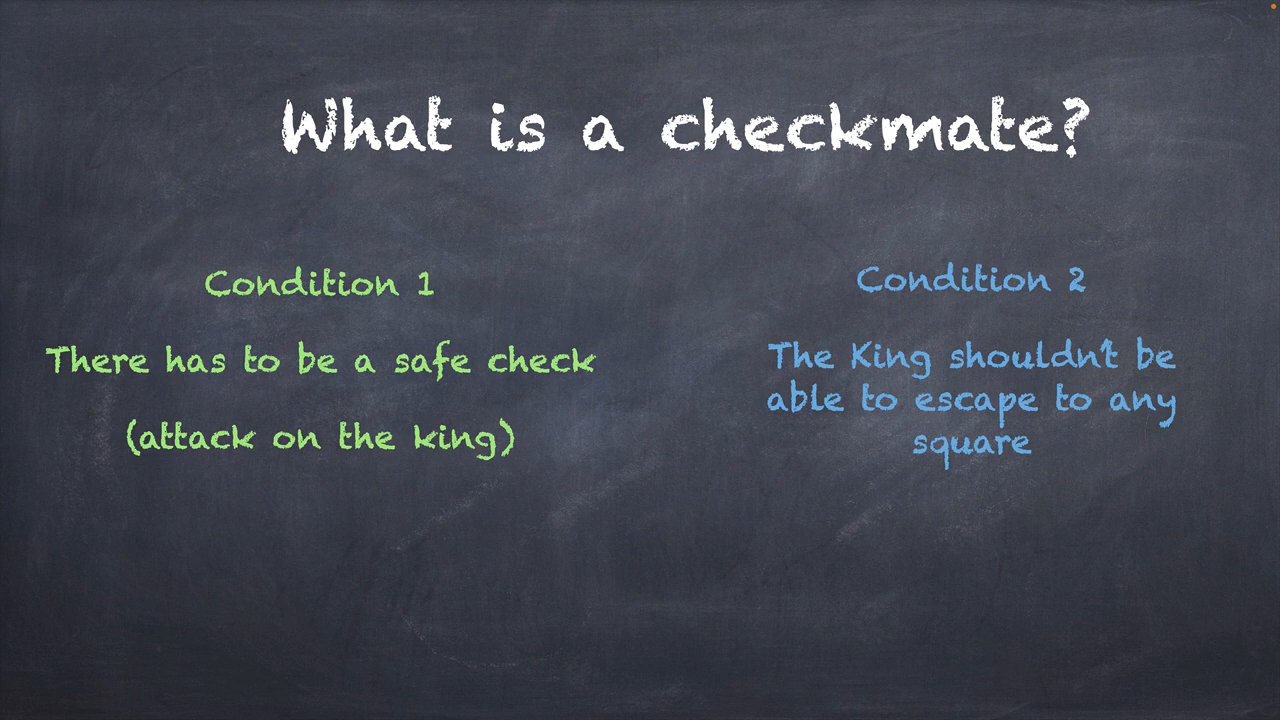 What is a checkmate?
Condition 1
There has to be a safe check
(attack on the king)
Condition 2
The King shouldn't be
able to escape to any
square